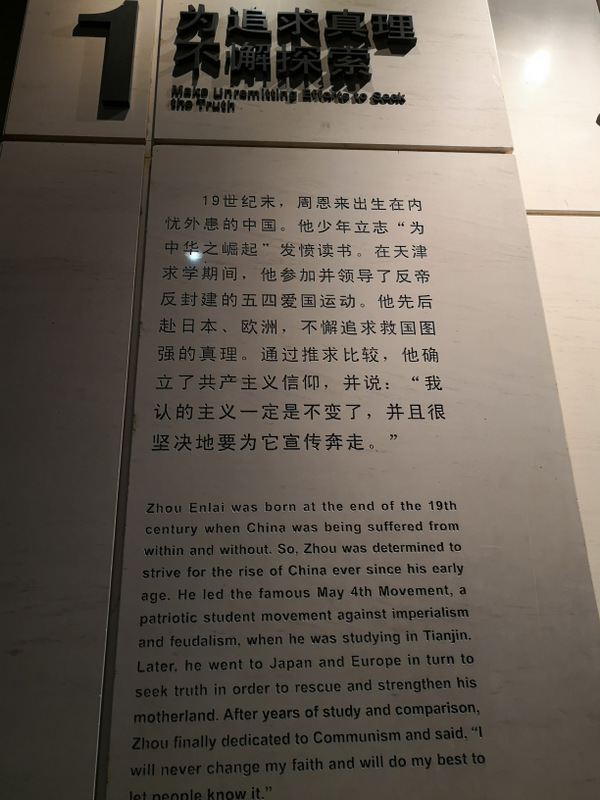 1
为追求真理
不懈探索
Make Unremitting Efforts to Seek
the Truth
19世纪末，周恩来出生在内
忧外患的中国。他少年立志“为
中华之崛起”发愤读书。在天津
求学期间，他参加并领导了反帝
反封建的五四爱国运动。他先后
赴日本、欧洲，不懈追求救国图
强的真理。通过推求比较，他确
立了共产主义信仰，并说：“我
认的主义一定是不变了，并且很
坚决地要为它宣传奔走。”
Zhou Enlai was born at the end of the 19th
century when China was being suffered from
within and without. So, Zhou was determined to
strive for the rise of China ever since his early
age. He led the famous May 4th Movement, a
patriotic student movement against imperialism
and feudalism, when he was studying in Tianjin.
Later, he went to Japan and Europe in turn to
seek truth in order to rescue and strengthen his
motherland. After years of study and comparison,
Zhou finally dedicated to Communism and said, “I
will never change my faith and will do my best to
let people know it.”